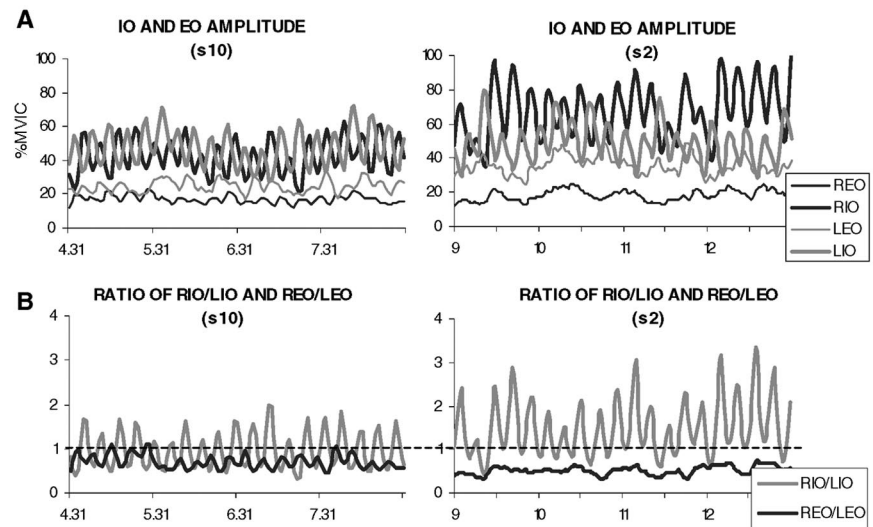 A
IO AND EO AMPLITUDE
(s10)
%MVIC
100
80
60
40
20
0
4.31
5.31
6.31
7.31
IO AND EO AMPLITUDE
(s2)
100
80
60
40
20
0
9
10
11
12
REO
RIO
LEO
LIO
B
RATIO OF RIO/LIO AND REO/LEO
(s10)
4
3
2
1
0
4.31
5.31
6.31
7.31
RATIO OF RIO/LIO AND REO/LEO
(s2)
4
3
2
1
0
9
10
11
12
RIO/LIO
REO/LEO